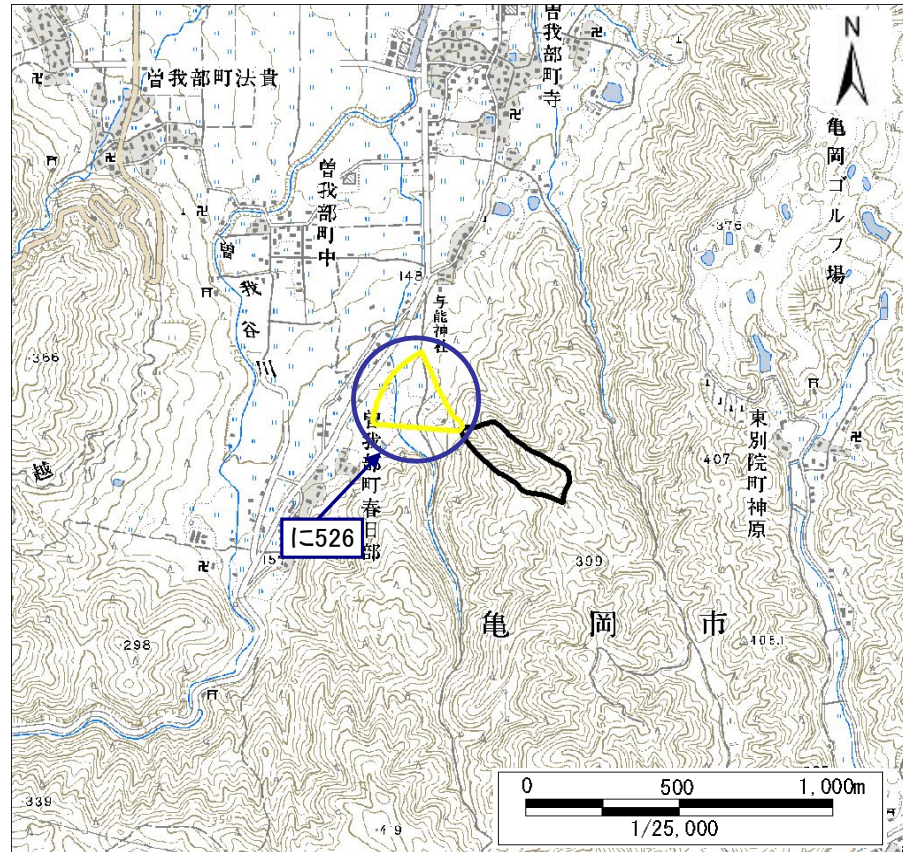 N
曽我部町法貴
曽我部町寺
亀岡ゴルフ場
曽我部町中
376
148
曽我谷川
与能神社
366
曽我部町春日部
東別院町神原
407
越
に526
399
亀岡市
406.1
298
339
0 500 1,000m
1/25,000